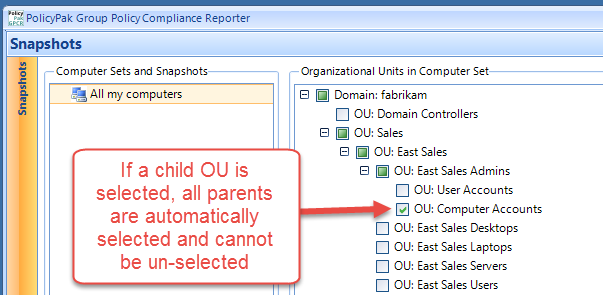 Policy
Pak
GPCR
PolicyPak Group Policy Compliance Reporter
Snapshots
Snapshots
Computer Sets and Snapshots
All my computers
Organizational Units in Computer Set
Domain: fabrikam
OU: Domain Controllers
OU: Sales
OU: East Sales
OU: East Sales Admins
OU: User Accounts
OU: Computer Accounts
OU: East Sales Desktops
OU: East Sales Laptops
OU: East Sales Servers
OU: East Sales Users
If a child OU is
selected, all parents
are automatically
selected and cannot
be un-selected